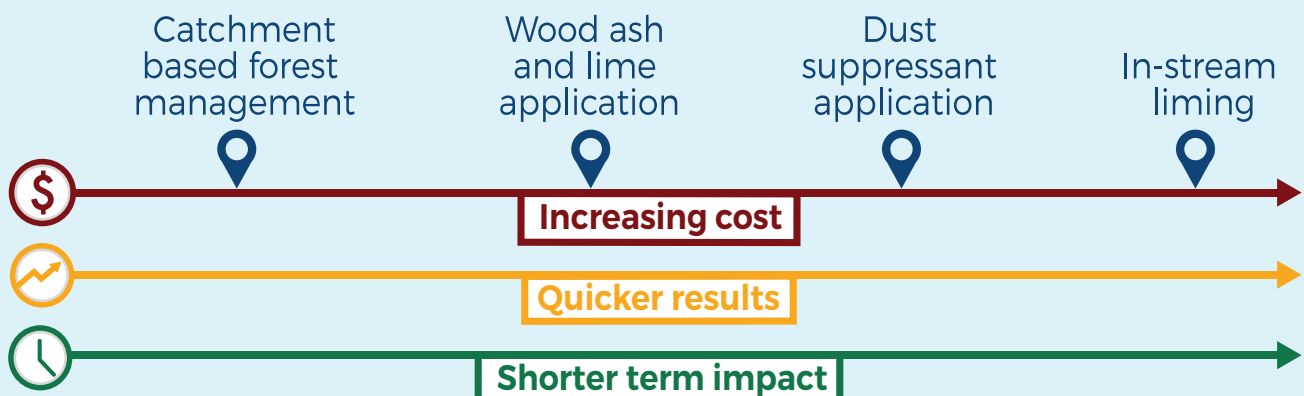 Catchment
based forest
management
Wood ash
and lime
application
Dust
suppressant
application
In-stream
liming
$
Increasing cost
Quicker results
Shorter term impact